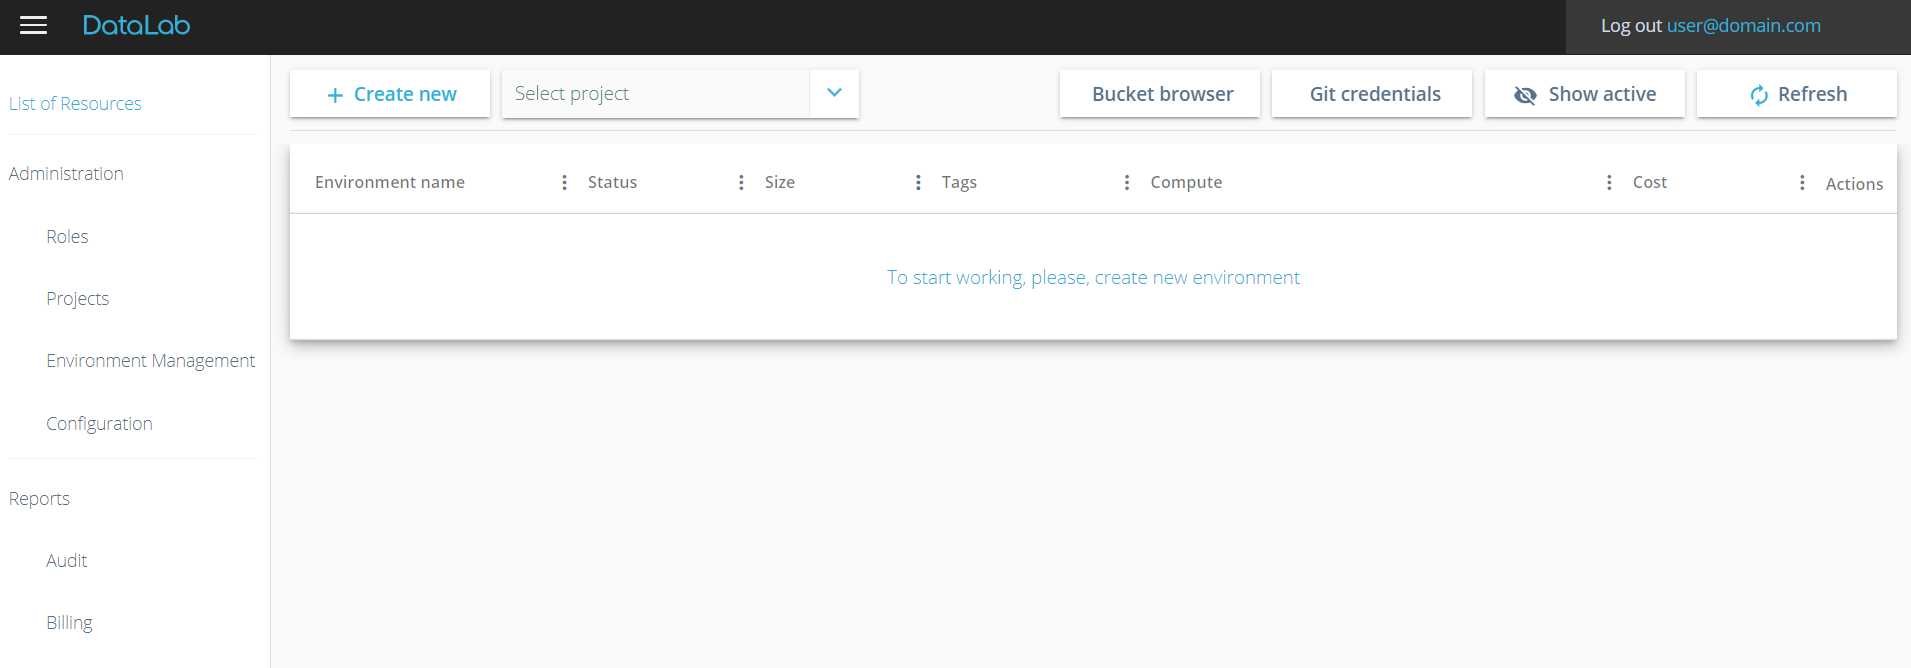 DataLab
Log out user@domain.com
List of Resources
Administration
Roles
Projects
Environment Management
Configuration
Reports
Audit
Billing
Create new
Select project
Bucket browser
Git credentials
Show active
Refresh
Environment name Status Size Tags Compute Cost Actions
To start working, please, create new environment